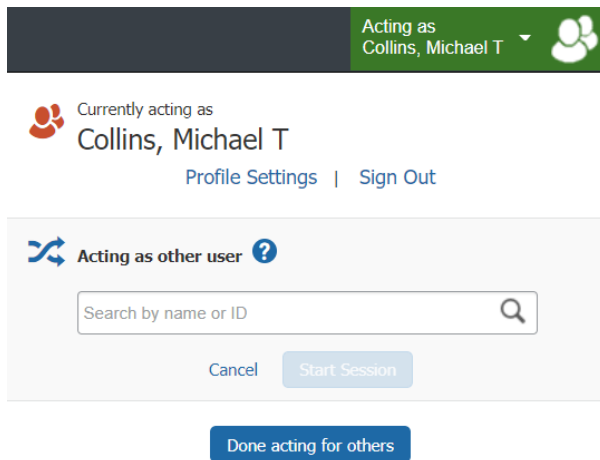 Acting as
Collins, Michael T
Currently acting as
Collins, Michael T
Profile Settings | Sign Out
Acting as other user ?
Search by name or ID
Cancel Start Session
Done acting for others